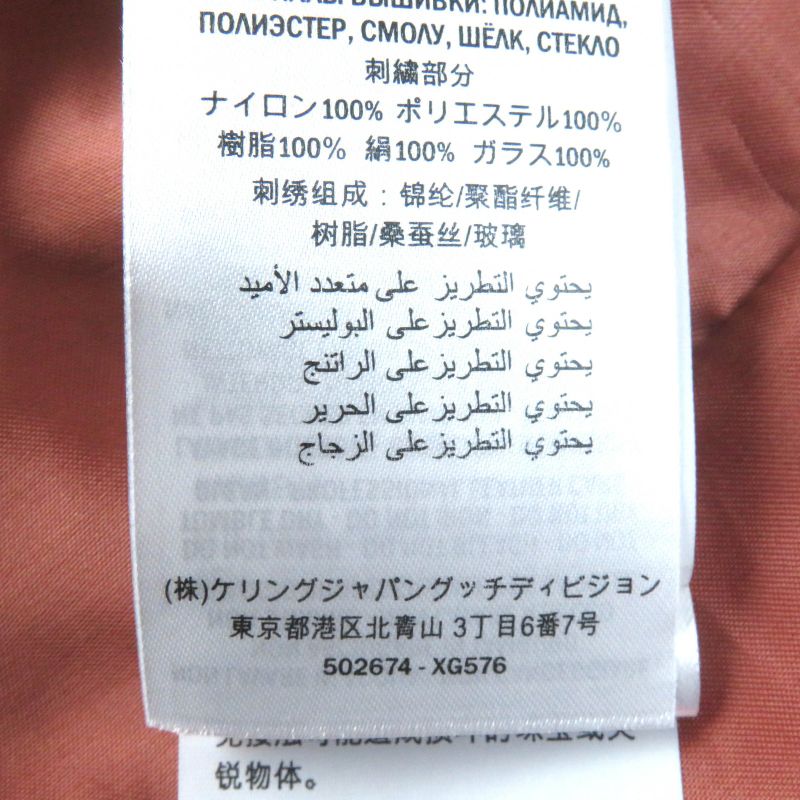 ВЫШИВКИ: ПОЛИАМИД,
ПОЛИЭСТЕР, СМОЛУ, ШЁЛК, СТЕКЛО
刺繍部分
ナイロン100% ポリエステル100%
樹脂100% 絹100% ガラス100%
刺绣组成：锦纶/聚酯纤维/
树脂/桑蚕丝/玻璃
يحتوي التطريز على متعدد الأميد
يحتوي التطريز على البوليستر
يحتوي التطريز على الراتنج
يحتوي التطريز على الحرير
يحتوي التطريز على الزجاج
(株)ケリングジャパングッチディビジョン
東京都港区北青山 3丁目6番7号
502674 - XG576
锐物体。